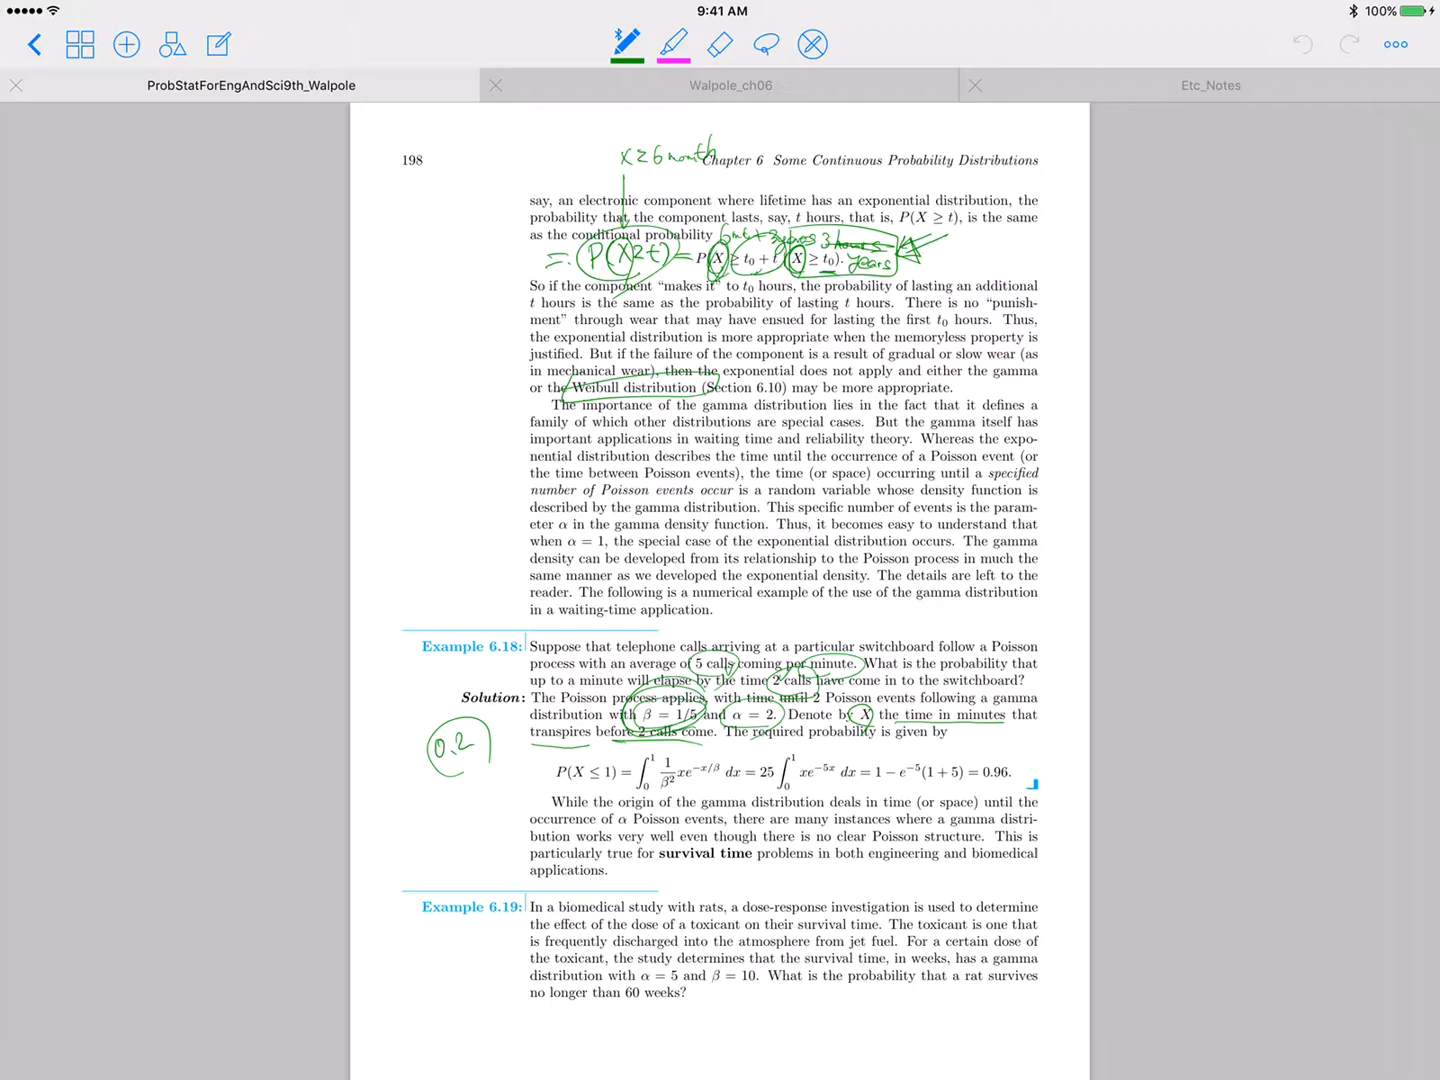 9:41 AM
100%
ProbStatForEngAndSci9th_Walpole
Walpole_ch06
Etc_Notes
X ≥ 6 month
198
Chapter 6 Some Continuous Probability Distributions
say, an electronic component where lifetime has an exponential distribution, the
probability that the component lasts, say, t hours, that is, P(X ≥ t), is the same
as the conditional probability
3 hours
3 years
years
= P(X ≥ t) = P(X ≥ t₀ + t | X ≥ t₀).
So if the component “makes it” to t₀ hours, the probability of lasting an additional
t hours is the same as the probability of lasting t hours. There is no “punish-
ment” through wear that may have ensued for lasting the first t₀ hours. Thus,
the exponential distribution is more appropriate when the memoryless property is
justified. But if the failure of the component is a result of gradual or slow wear (as
in mechanical wear), then the exponential does not apply and either the gamma
or the Weibull distribution (Section 6.10) may be more appropriate.
The importance of the gamma distribution lies in the fact that it defines a
family of which other distributions are special cases. But the gamma itself has
important applications in waiting time and reliability theory. Whereas the expo-
nential distribution describes the time until the occurrence of a Poisson event (or
the time between Poisson events), the time (or space) occurring until a specified
number of Poisson events occur is a random variable whose density function is
described by the gamma distribution. This specific number of events is the param-
eter α in the gamma density function. Thus, it becomes easy to understand that
when α = 1, the special case of the exponential distribution occurs. The gamma
density can be developed from its relationship to the Poisson process in much the
same manner as we developed the exponential density. The details are left to the
reader. The following is a numerical example of the use of the gamma distribution
in a waiting-time application.
Example 6.18: Suppose that telephone calls arriving at a particular switchboard follow a Poisson
process with an average of 5 calls coming per minute. What is the probability that
up to a minute will elapse by the time 2 calls have come in to the switchboard?
Solution: The Poisson process applies, with time until 2 Poisson events following a gamma
distribution with β = 1/5 and α = 2. Denote by X the time in minutes that
transpires before 2 calls come. The required probability is given by
0.2
P(X ≤ 1) = ∫₀¹ 1/β² xe^(−x/β) dx = 25 ∫₀¹ xe^(−5x) dx = 1 − e^(−5)(1 + 5) = 0.96.
While the origin of the gamma distribution deals in time (or space) until the
occurrence of α Poisson events, there are many instances where a gamma distri-
bution works very well even though there is no clear Poisson structure. This is
particularly true for survival time problems in both engineering and biomedical
applications.
Example 6.19: In a biomedical study with rats, a dose-response investigation is used to determine
the effect of the dose of a toxicant on their survival time. The toxicant is one that
is frequently discharged into the atmosphere from jet fuel. For a certain dose of
the toxicant, the study determines that the survival time, in weeks, has a gamma
distribution with α = 5 and β = 10. What is the probability that a rat survives
no longer than 60 weeks?